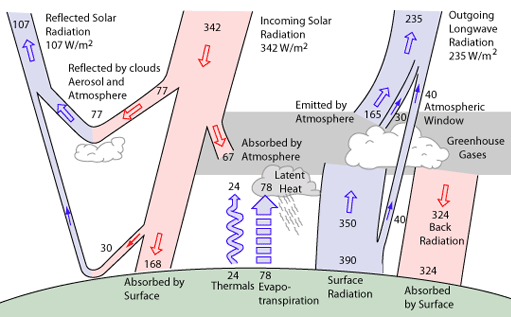 107
Reflected Solar
Radiation
107 W/m²
342
Incoming Solar
Radiation
342 W/m²
235
Outgoing
Longwave
Radiation
235 W/m²
Reflected by clouds
Aerosol and
Atmosphere
77
77
67
Absorbed by
Atmosphere
Emitted by
Atmosphere
165
30
40
Atmospheric
Window
Greenhouse
Gases
Latent
Heat
24
78
350
40
324
Back
Radiation
30
168
Absorbed by
Surface
24
Thermals
78
Evapo-
transpiration
390
Surface
Radiation
324
Absorbed
by Surface